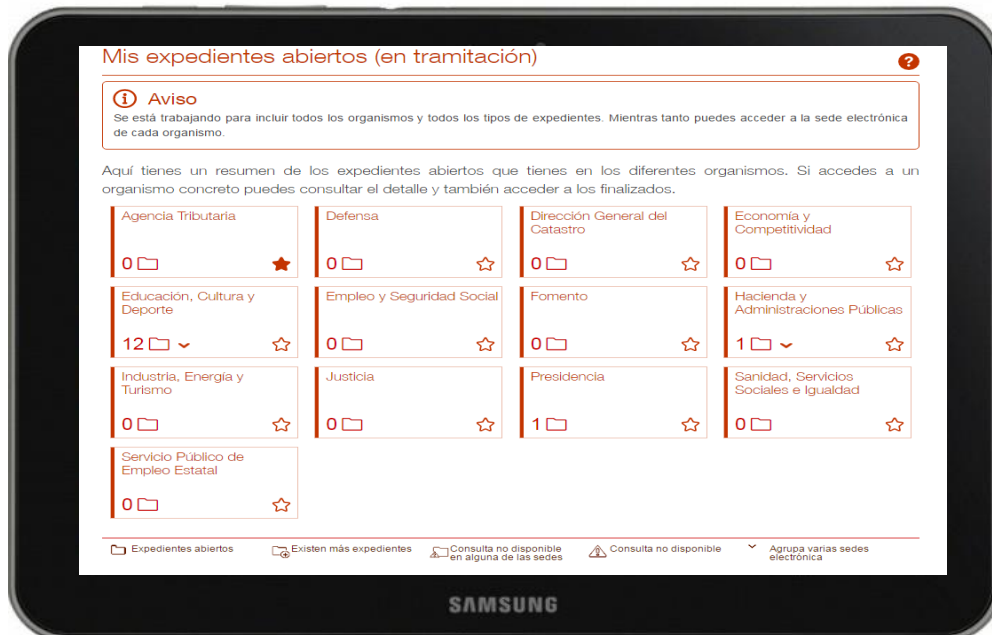 Mis expedientes abiertos (en tramitación)
?
i Aviso
Se está trabajando para incluir todos los organismos y todos los tipos de expedientes. Mientras tanto puedes acceder a la sede electrónica
de cada organismo.
Aquí tienes un resumen de los expedientes abiertos que tienes en los diferentes organismos. Si accedes a un
organismo concreto puedes consultar el detalle y también acceder a los finalizados.
Agencia Tributaria
0
Defensa
0
Dirección General del
Catastro
0
Economía y
Competitividad
0
Educación, Cultura y
Deporte
12
Empleo y Seguridad Social
0
Fomento
0
Hacienda y
Administraciones Públicas
1
Industria, Energía y
Turismo
0
Justicia
0
Presidencia
1
Sanidad, Servicios
Sociales e Igualdad
0
Servicio Público de
Empleo Estatal
0
Expedientes abiertos
Existen más expedientes
Consulta no disponible
en alguna de las sedes
Consulta no disponible
Agrupa varias sedes
electrónica
SAMSUNG